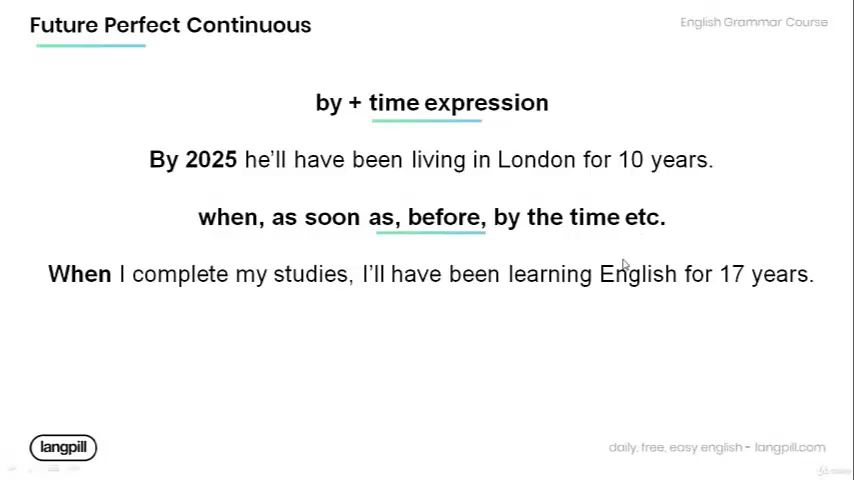 Future Perfect Continuous
English Grammar Course
by + time expression
By 2025 he'll have been living in London for 10 years.
when, as soon as, before, by the time etc.
When I complete my studies, I'll have been learning English for 17 years.
langpill
daily, free, easy english - langpill.com